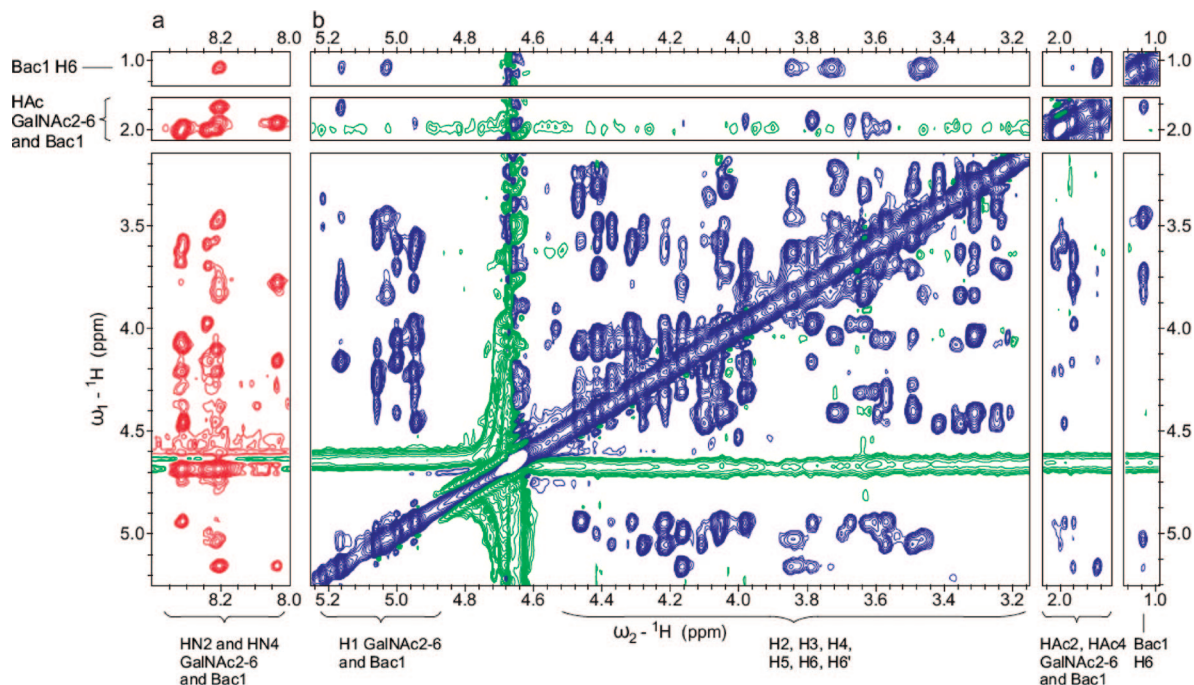 a
b
8.2 8.0
5.2 5.0 4.8 4.6 4.4 4.2 4.0 3.8 3.6 3.4 3.2
2.0
1.0
Bac1 H6
1.0
1.0
HAc
GalNAc2-6
and Bac1
2.0
2.0
3.5
3.5
4.0
4.0
ω1 - 1H (ppm)
4.5
4.5
5.0
5.0
8.2 8.0
5.2 5.0 4.8 4.6 4.4 4.2 4.0 3.8 3.6 3.4 3.2
2.0
1.0
ω2 - 1H (ppm)
HN2 and HN4
GalNAc2-6
and Bac1
H1 GalNAc2-6
and Bac1
H2, H3, H4,
H5, H6, H6'
HAc2, HAc4
GalNAc2-6
and Bac1
Bac1
H6